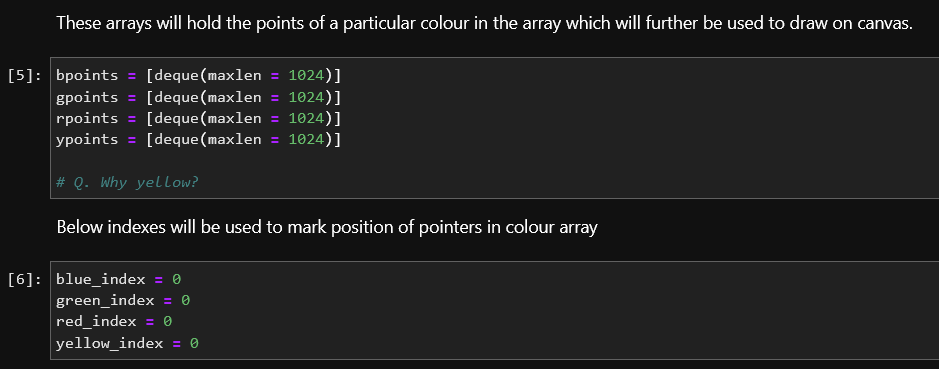 These arrays will hold the points of a particular colour in the array which will further be used to draw on canvas.
[5]: bpoints = [deque(maxlen = 1024)]
gpoints = [deque(maxlen = 1024)]
rpoints = [deque(maxlen = 1024)]
ypoints = [deque(maxlen = 1024)]
# Q. Why yellow?
Below indexes will be used to mark position of pointers in colour array
[6]: blue_index = 0
green_index = 0
red_index = 0
yellow_index = 0